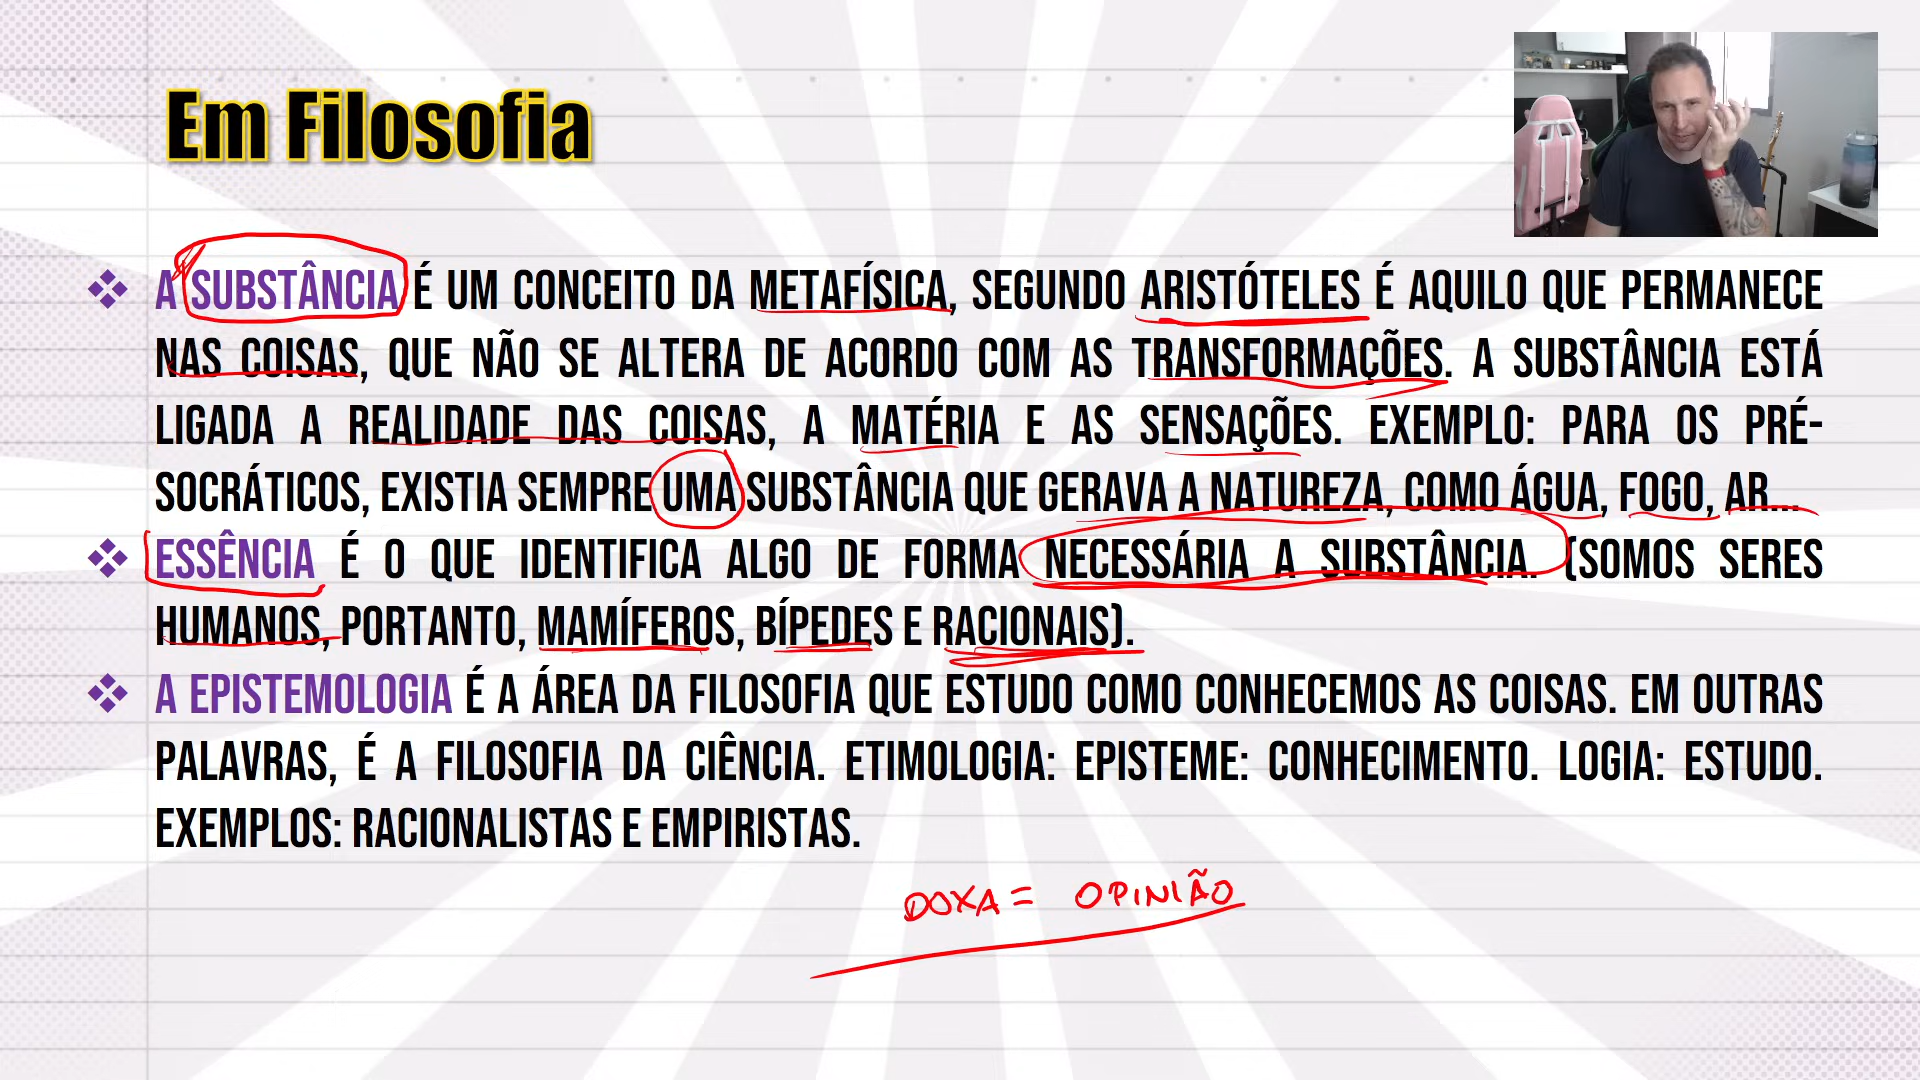 Em Filosofia
A SUBSTÂNCIA É UM CONCEITO DA METAFÍSICA, SEGUNDO ARISTÓTELES É AQUILO QUE PERMANECE
NAS COISAS, QUE NÃO SE ALTERA DE ACORDO COM AS TRANSFORMAÇÕES. A SUBSTÂNCIA ESTÁ
LIGADA A REALIDADE DAS COISAS, A MATÉRIA E AS SENSAÇÕES. EXEMPLO: PARA OS PRÉ-
SOCRÁTICOS, EXISTIA SEMPRE UMA SUBSTÂNCIA QUE GERAVA A NATUREZA, COMO ÁGUA, FOGO, AR...
ESSÊNCIA É O QUE IDENTIFICA ALGO DE FORMA NECESSÁRIA A SUBSTÂNCIA. (SOMOS SERES
HUMANOS, PORTANTO, MAMÍFEROS, BÍPEDES E RACIONAIS).
A EPISTEMOLOGIA É A ÁREA DA FILOSOFIA QUE ESTUDO COMO CONHECEMOS AS COISAS. EM OUTRAS
PALAVRAS, É A FILOSOFIA DA CIÊNCIA. ETIMOLOGIA: EPISTEME: CONHECIMENTO. LOGIA: ESTUDO.
EXEMPLOS: RACIONALISTAS E EMPIRISTAS.
DOXA = OPINIÃO